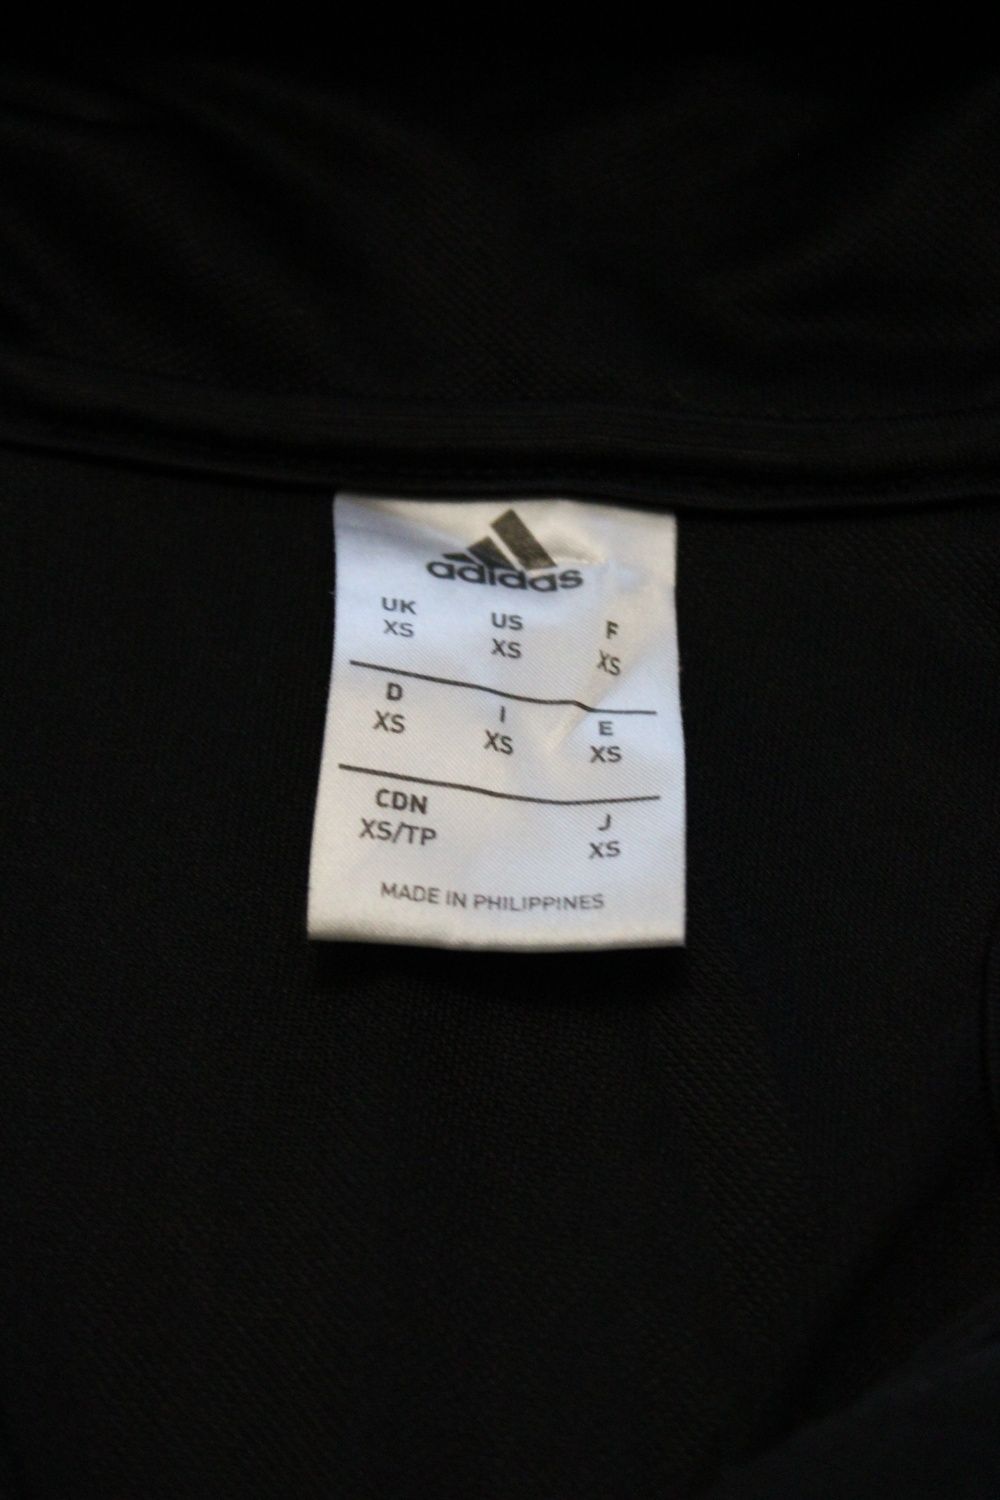 adidas
UK US F
XS XS XS
D I E
XS XS XS
CDN J
XS/TP XS
MADE IN PHILIPPINES